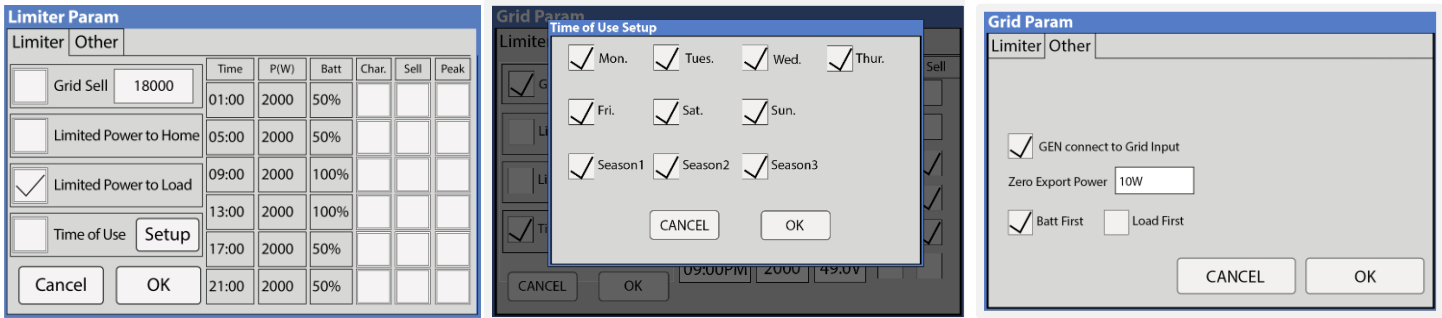 Limiter Param
Limiter Other
Grid Sell 18000
Limited Power to Home
Limited Power to Load
Time of Use Setup
Cancel OK
Time P(W) Batt Char. Sell Peak
01:00 2000 50%
05:00 2000 50%
09:00 2000 100%
13:00 2000 100%
17:00 2000 50%
21:00 2000 50%
Grid Param
Limite
Sell
G
Li
Li
Ti
Time of Use Setup
Mon. Tues. Wed. Thur.
Fri. Sat. Sun.
Season1 Season2 Season3
CANCEL OK
09:00PM 2000 49.0V
CANCEL OK
Grid Param
Limiter Other
GEN connect to Grid Input
Zero Export Power 10W
Batt First Load First
CANCEL OK